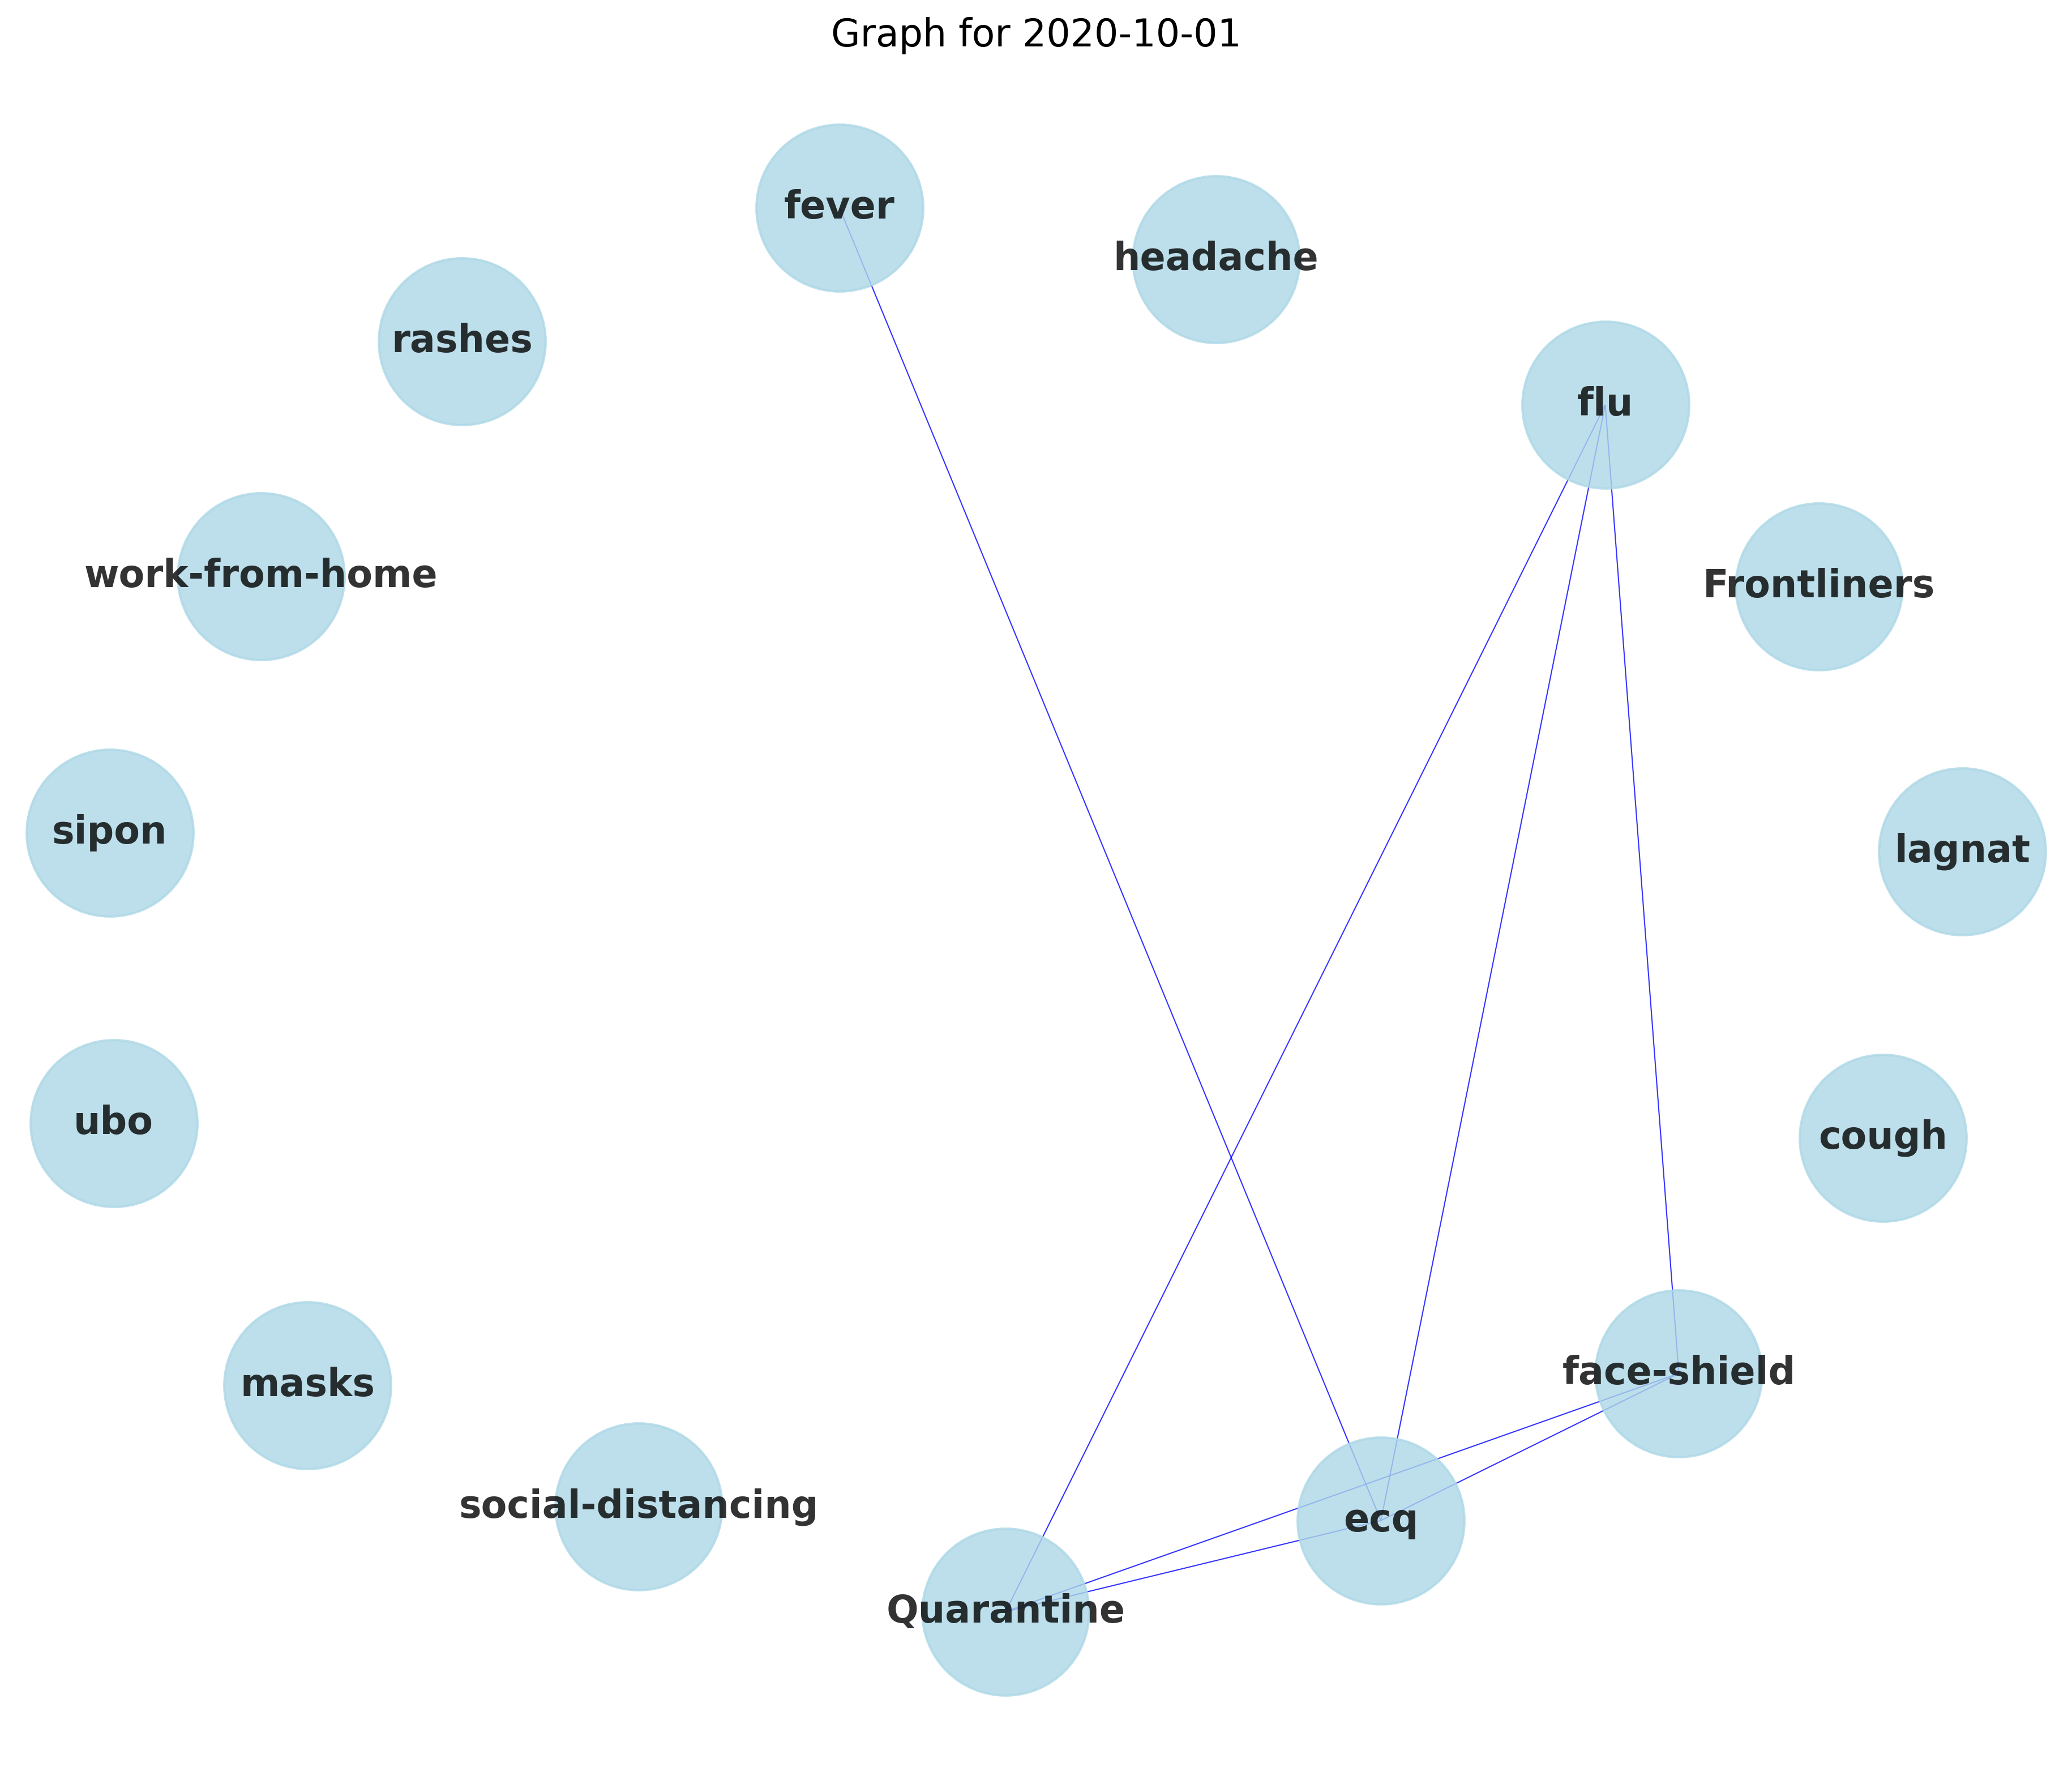 Graph for 2020-10-01
fever
headache
rashes
flu
work-from-home
Frontliners
sipon
lagnat
ubo
cough
masks
face-shield
social-distancing
ecq
Quarantine